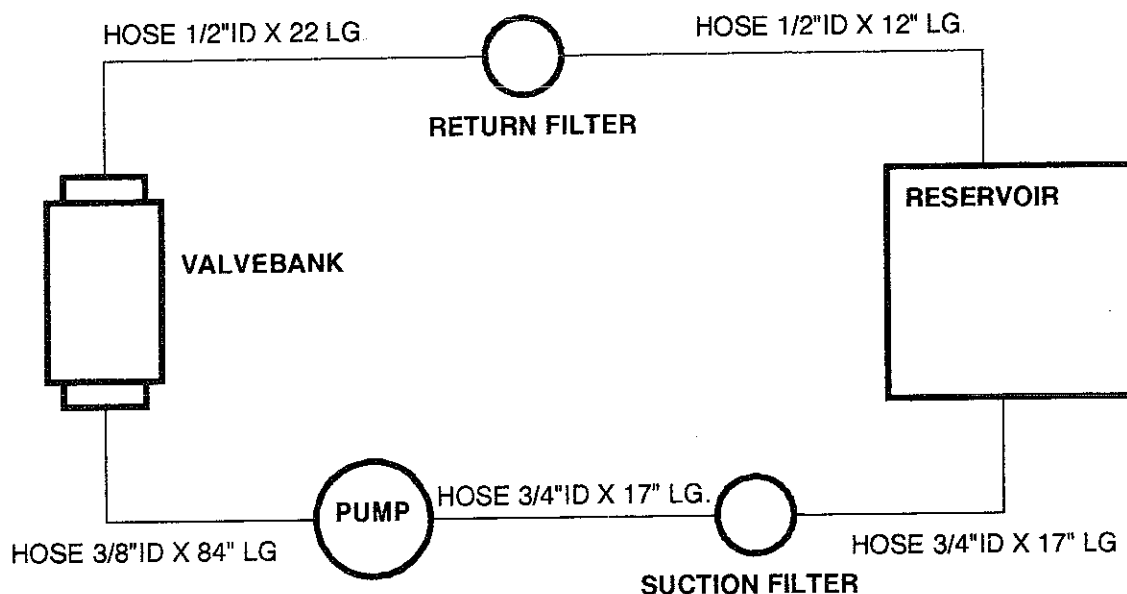 HOSE 1/2"ID X 22 LG.
HOSE 1/2"ID X 12" LG.
RETURN FILTER
RESERVOIR
VALVEBANK
PUMP
HOSE 3/4"ID X 17" LG.
HOSE 3/8"ID X 84" LG
HOSE 3/4"ID X 17" LG
SUCTION FILTER